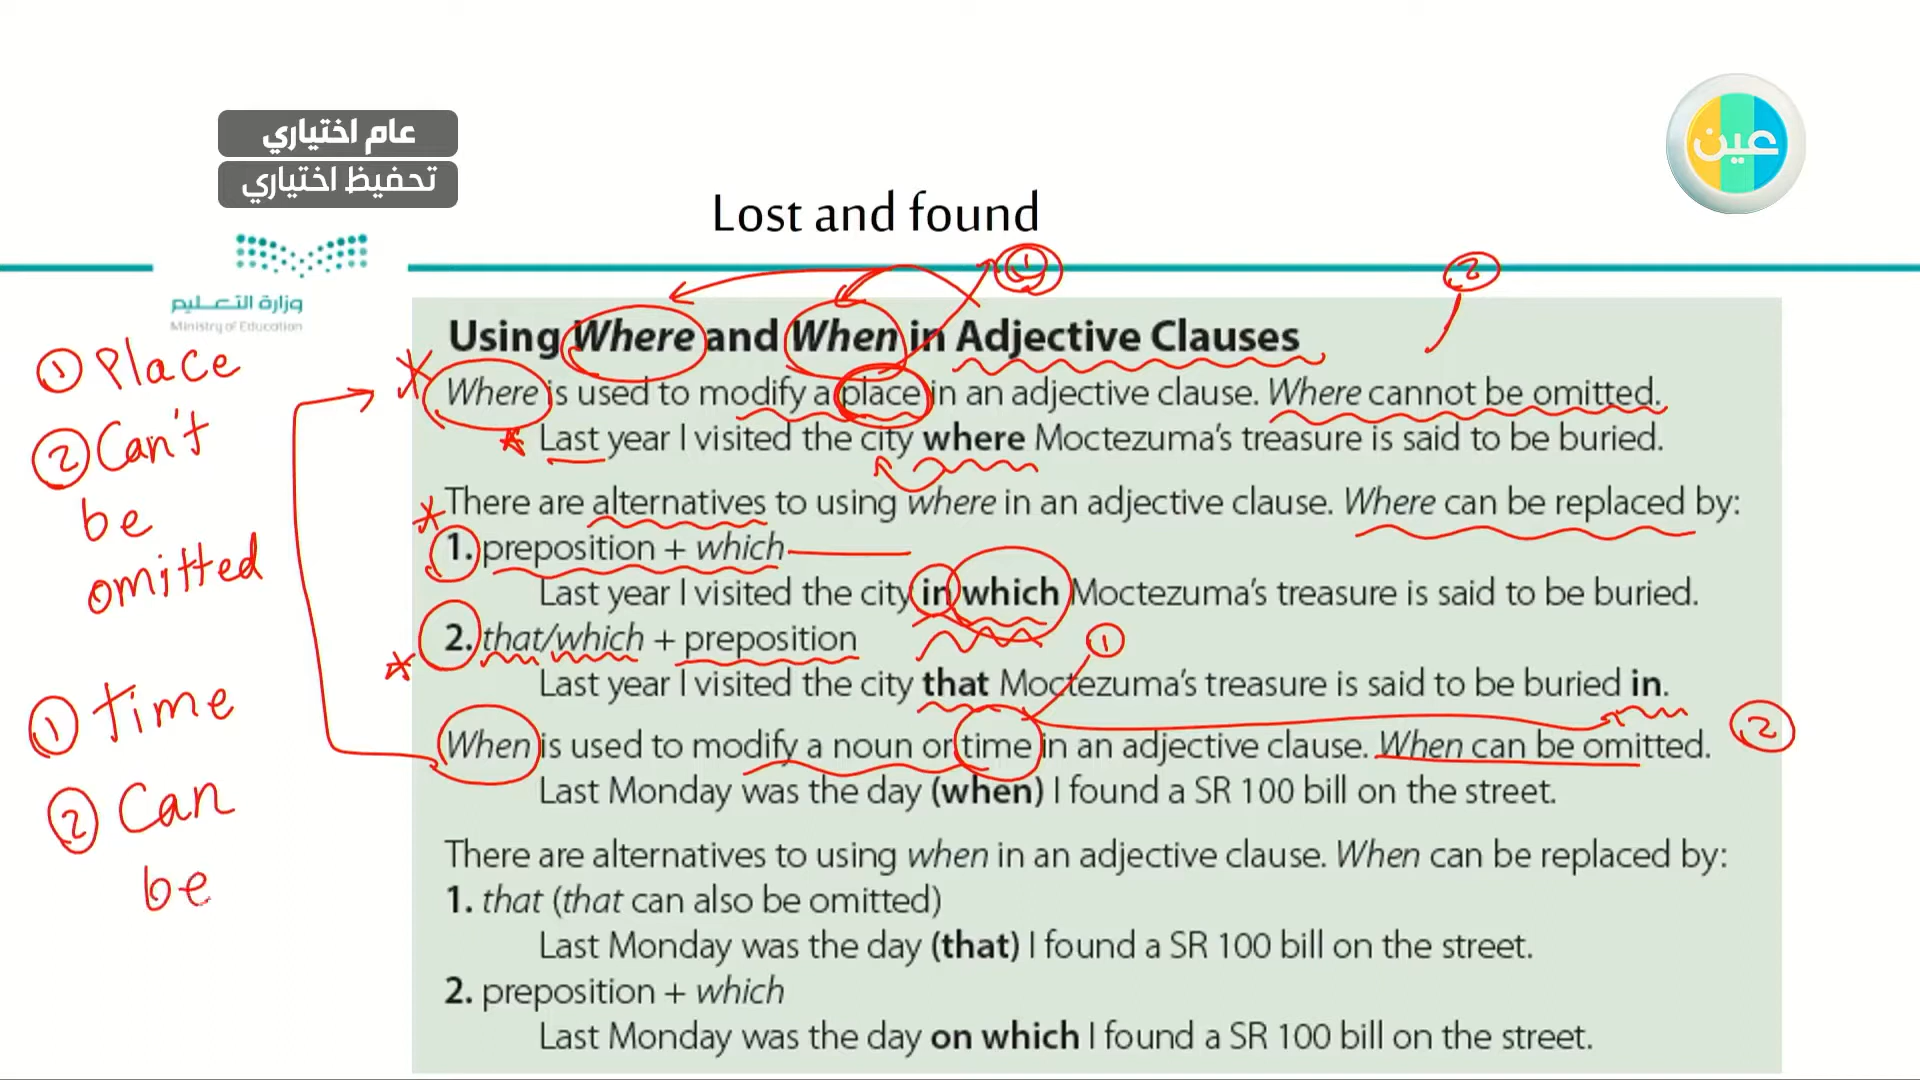 عام اختياري
تحفيظ اختياري
عين
Lost and found
وزارة التعليم
Ministry of Education
Using Where and When in Adjective Clauses
Where is used to modify a place in an adjective clause. Where cannot be omitted.
Last year I visited the city where Moctezuma's treasure is said to be buried.
There are alternatives to using where in an adjective clause. Where can be replaced by:
1. preposition + which
Last year I visited the city in which Moctezuma's treasure is said to be buried.
2. that/which + preposition
Last year I visited the city that Moctezuma's treasure is said to be buried in.
When is used to modify a noun or time in an adjective clause. When can be omitted.
Last Monday was the day (when) I found a SR 100 bill on the street.
There are alternatives to using when in an adjective clause. When can be replaced by:
1. that (that can also be omitted)
Last Monday was the day (that) I found a SR 100 bill on the street.
2. preposition + which
Last Monday was the day on which I found a SR 100 bill on the street.
1 Place
2 Can't
be
omitted
1 time
2 Can
be
1
2
1
2